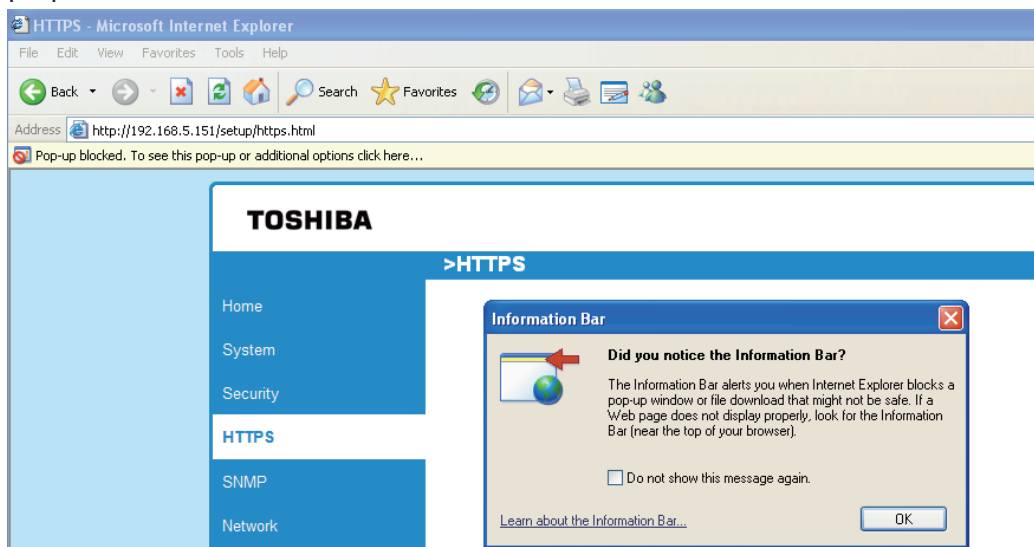 HTTPS - Microsoft Internet Explorer
File Edit View Favorites Tools Help
Back Search Favorites
Address http://192.168.5.151/setup/https.html
Pop-up blocked. To see this pop-up or additional options click here...
TOSHIBA
>HTTPS
Home
System
Security
HTTPS
SNMP
Network
Information Bar
Did you notice the Information Bar?
The Information Bar alerts you when Internet Explorer blocks a
pop-up window or file download that might not be safe. If a
Web page does not display properly, look for the Information
Bar (near the top of your browser).
Do not show this message again.
Learn about the Information Bar...
OK